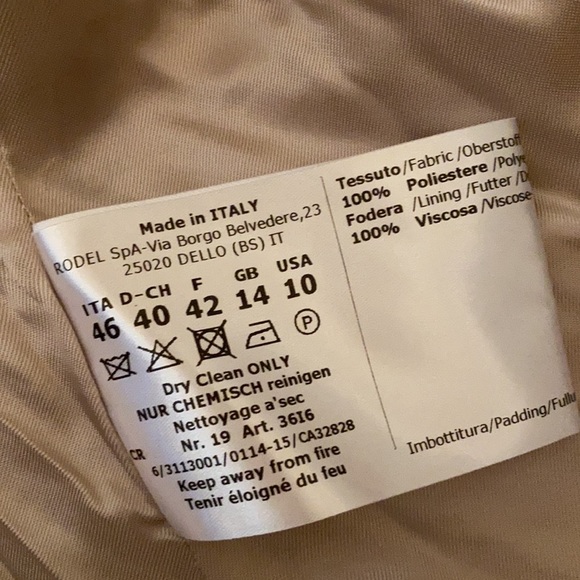 Made in ITALY
RODEL SpA-Via Borgo Belvedere,23
25020 DELLO (BS) IT
ITA D-CH F GB USA
46 40 42 14 10
P
Dry Clean ONLY
NUR CHEMISCH reinigen
Nettoyage a'sec
Nr. 19 Art. 36I6
CR
6/3113001/0114-15/CA32828
Keep away from fire
Tenir éloigné du feu
Tessuto/Fabric/Obersto
100% Poliestere/Polye
Fodera/Lining/Futter/D
100% Viscosa/Viscose
Imbottitura/Padding/Fullu